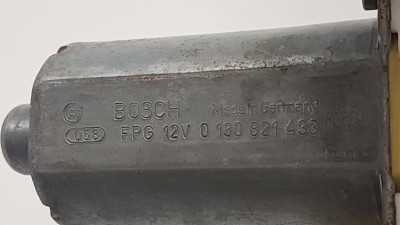 BOSCH Made in Germany
FPG 12V 0 130 821 433